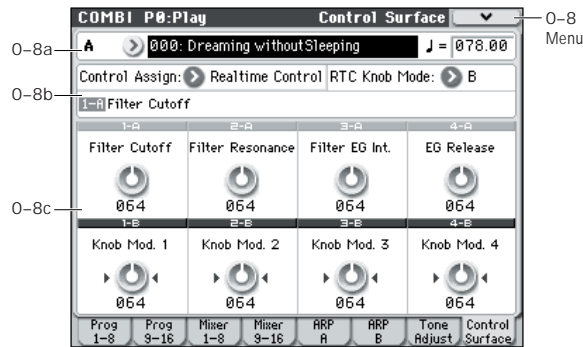 COMBI P0:Play Control Surface
0–8
Menu
0–8a
A 000: Dreaming withoutSleeping ♩= 078.00
Control Assign: Realtime Control RTC Knob Mode: B
0–8b
1-A Filter Cutoff
1-A 2-A 3-A 4-A
Filter Cutoff Filter Resonance Filter EG Int. EG Release
0–8c
064 064 064 064
1-B 2-B 3-B 4-B
Knob Mod. 1 Knob Mod. 2 Knob Mod. 3 Knob Mod. 4
064 064 064 064
Prog 1-8 Prog 9-16 Mixer 1-8 Mixer 9-16 ARP A ARP B Tone Adjust Control Surface